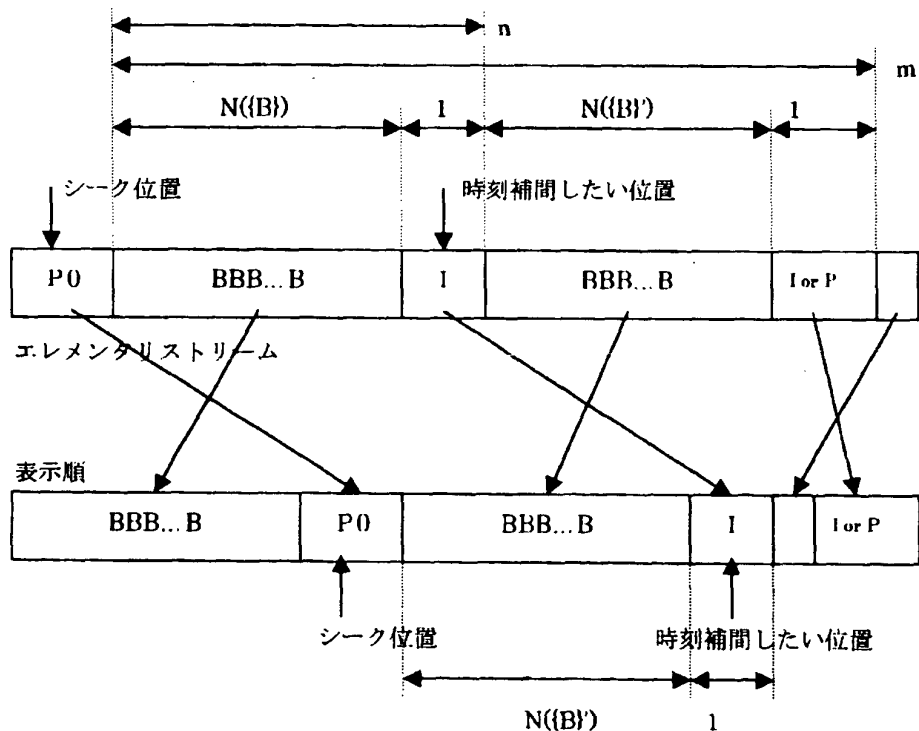 n
m
N({B}) 1 N({B}') 1
シーク位置 時刻補間したい位置
P0 BBB...B I BBB...B I or P
エレメンタリストリーム
表示順
BBB...B P0 BBB...B I I or P
シーク位置 時刻補間したい位置
N({B}') 1